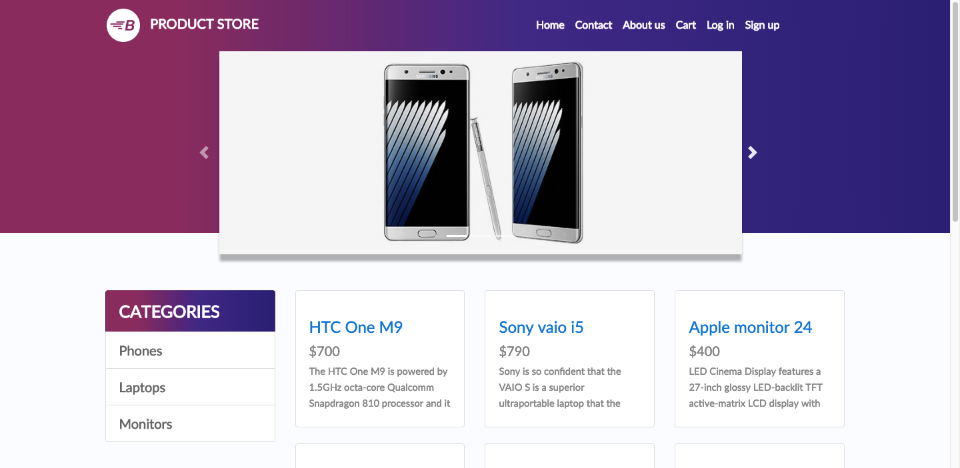 B PRODUCT STORE
Home Contact About us Cart Log in Sign up
SAMSUNG
CATEGORIES
Phones
Laptops
Monitors
HTC One M9
$700
The HTC One M9 is powered by
1.5GHz octa-core Qualcomm
Snapdragon 810 processor and it
Sony vaio i5
$790
Sony is so confident that the
VAIO S is a superior
ultraportable laptop that the
Apple monitor 24
$400
LED Cinema Display features a
27-inch glossy LED-backlit TFT
active-matrix LCD display with